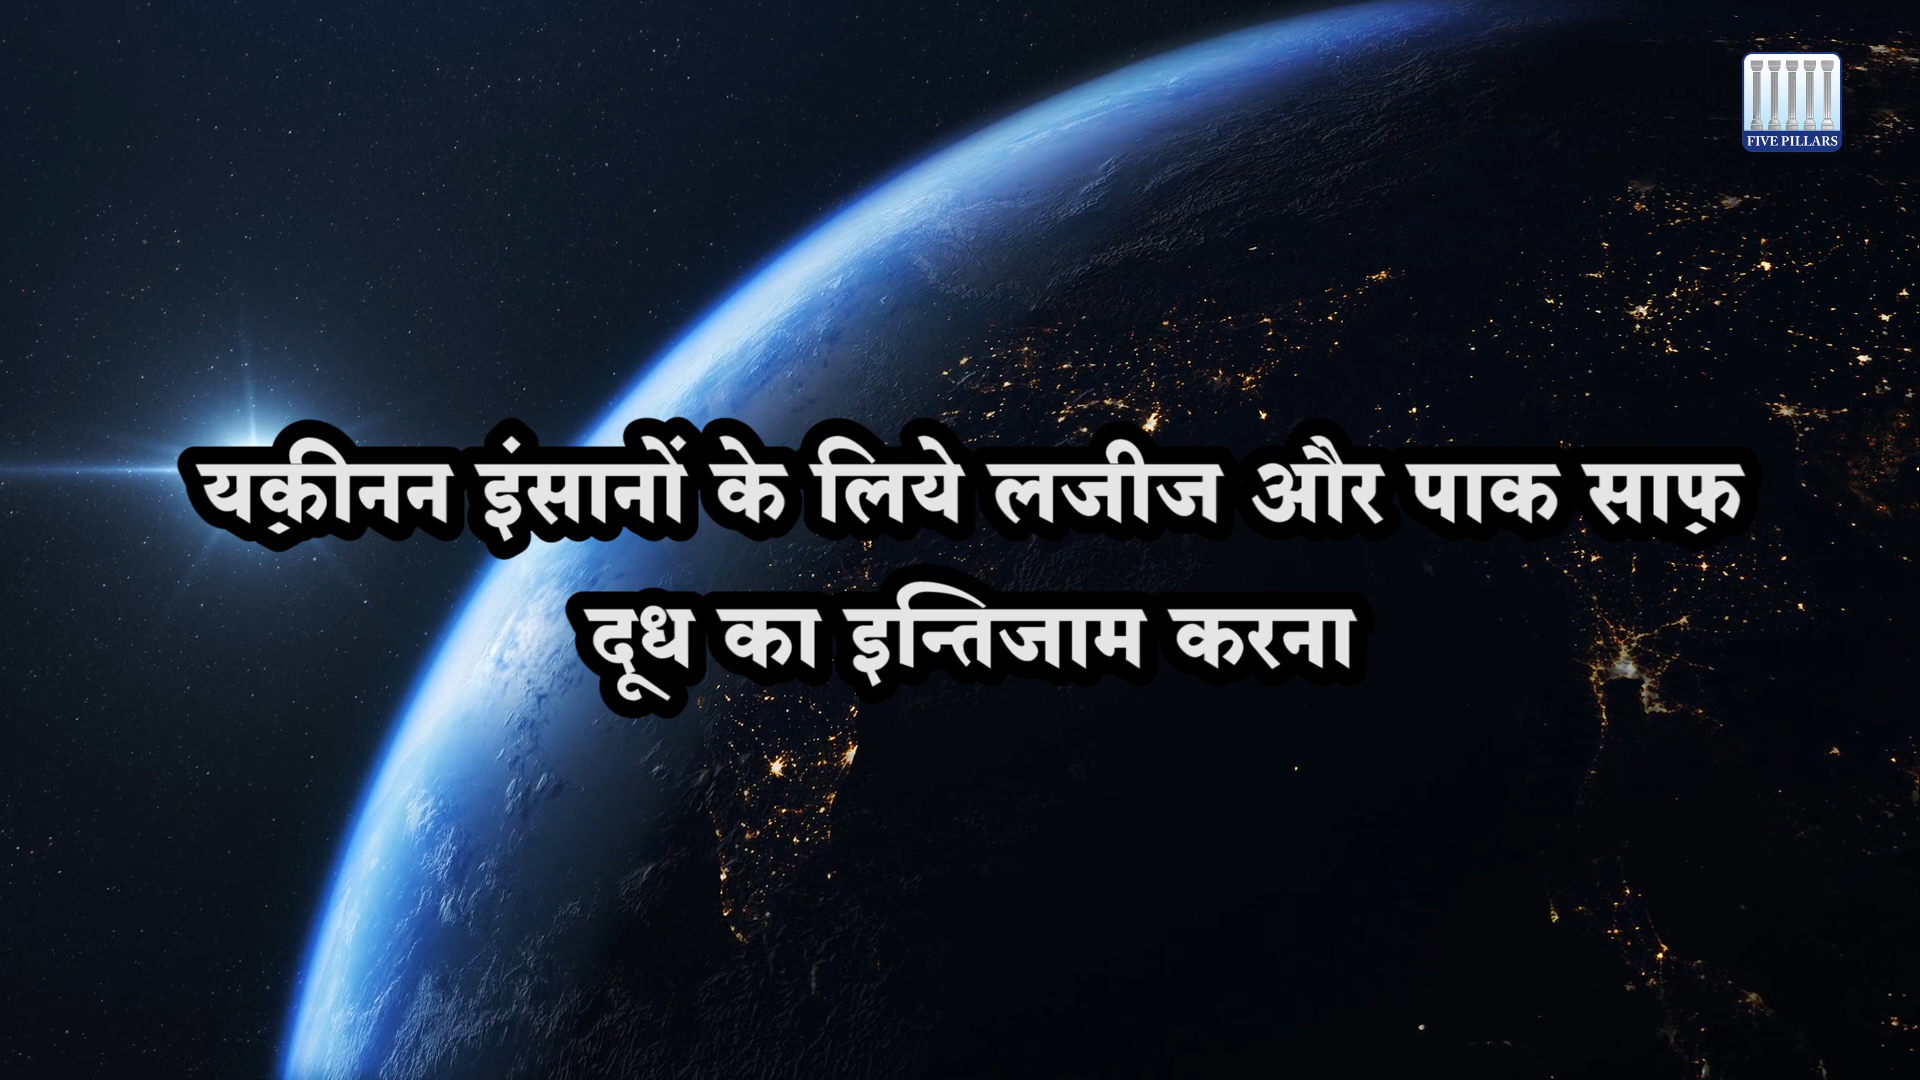 FIVE PILLARS
यक़ीनन इंसानों के लिये लजीज और पाक साफ़
दूध का इन्तिजाम करना